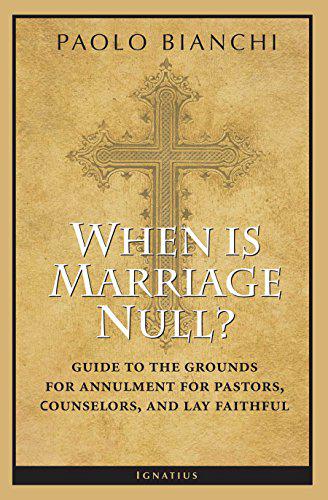 PAOLO BIANCHI
WHEN IS
MARRIAGE
NULL?
GUIDE TO THE GROUNDS
FOR ANNULMENT FOR PASTORS,
COUNSELORS, AND LAY FAITHFUL
IGNATIUS